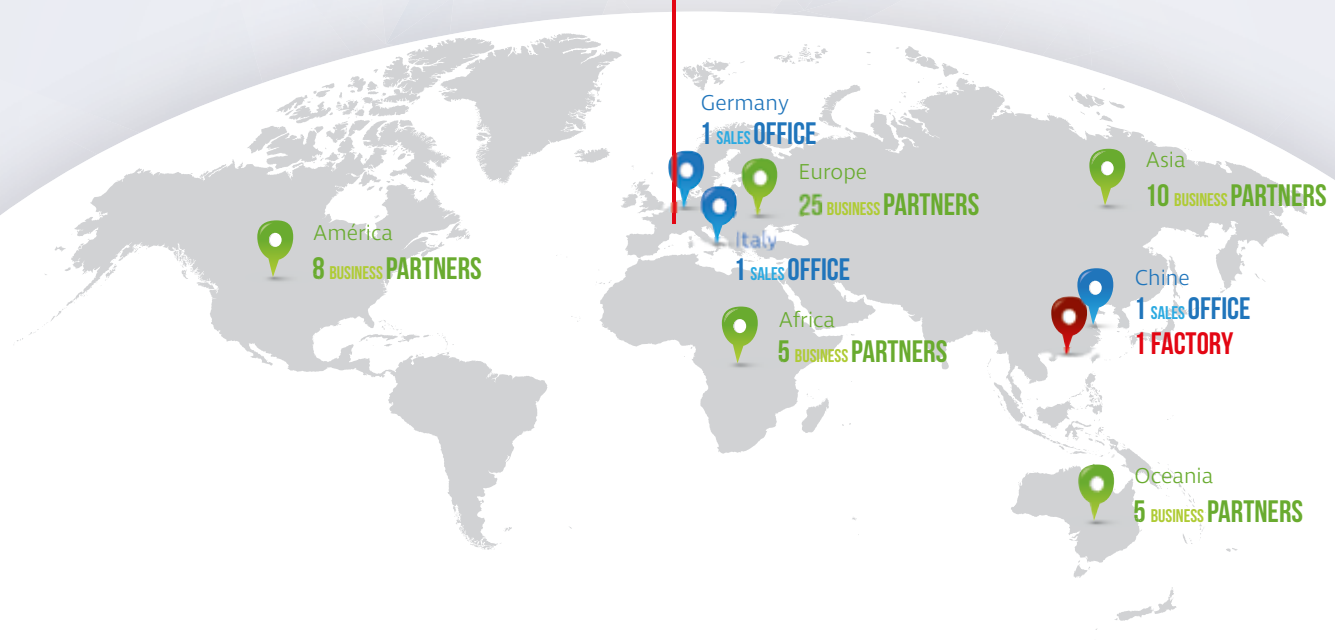 Germany
1 SALES OFFICE
Europe
25 BUSINESS PARTNERS
Asia
10 BUSINESS PARTNERS
América
8 BUSINESS PARTNERS
Italy
1 SALES OFFICE
Chine
1 SALES OFFICE
1 FACTORY
Africa
5 BUSINESS PARTNERS
Oceania
5 BUSINESS PARTNERS